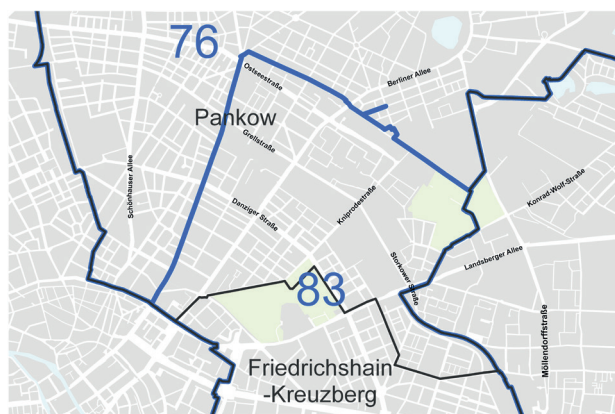 76
Ostseestraße
Berliner Allee
Pankow
Grellstraße
Schönhauser Allee
Danziger Straße
Kniprodestraße
Konrad-Wolf-Straße
Storkower Straße
Landsberger Allee
83
Möllendorffstraße
Friedrichshain
-Kreuzberg